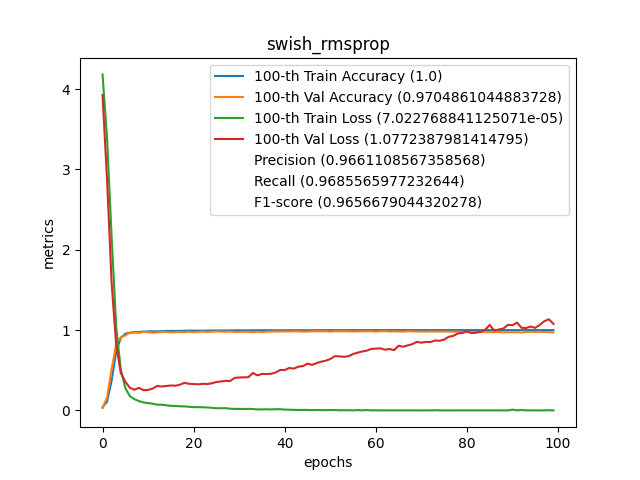 swish_rmsprop
100-th Train Accuracy (1.0)
100-th Val Accuracy (0.9704861044883728)
100-th Train Loss (7.022768841125071e-05)
100-th Val Loss (1.0772387981414795)
Precision (0.9661108567358568)
Recall (0.9685565977232644)
F1-score (0.9656679044320278)
metrics
4
3
2
1
0
0 20 40 60 80 100
epochs